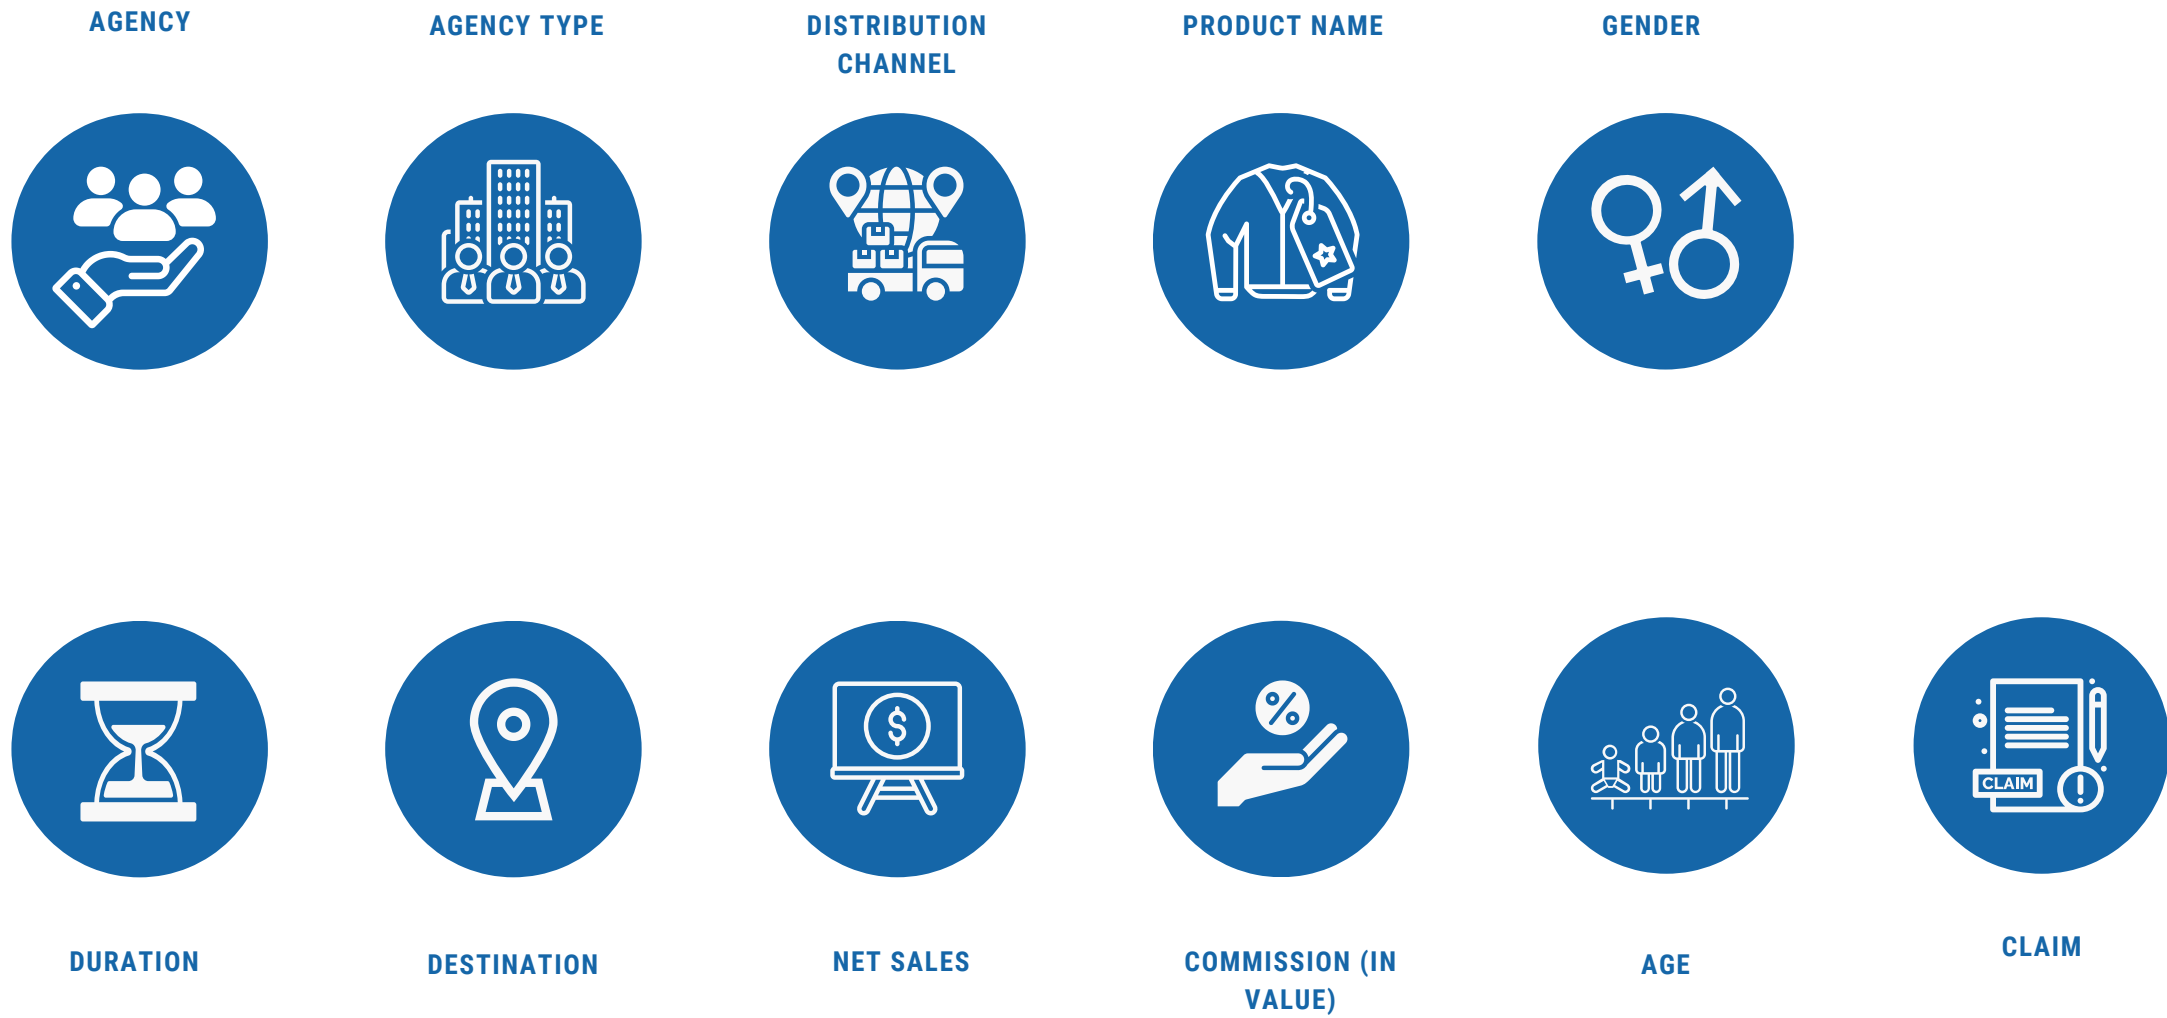 AGENCY
AGENCY TYPE
DISTRIBUTION
CHANNEL
PRODUCT NAME
GENDER
CLAIM
DURATION
DESTINATION
NET SALES
COMMISSION (IN
VALUE)
AGE
CLAIM